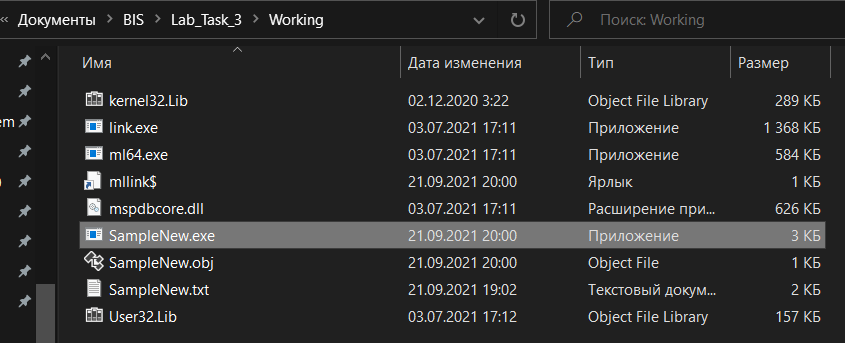 « Документы > BIS > Lab_Task_3 > Working Поиск: Working
Имя Дата изменения Тип Размер
kernel32.Lib 02.12.2020 3:22 Object File Library 289 КБ
link.exe 03.07.2021 17:11 Приложение 1 368 КБ
ml64.exe 03.07.2021 17:11 Приложение 584 КБ
mllink$ 21.09.2021 20:00 Ярлык 1 КБ
mspdbcore.dll 03.07.2021 17:11 Расширение при... 626 КБ
SampleNew.exe 21.09.2021 20:00 Приложение 3 КБ
SampleNew.obj 21.09.2021 20:00 Object File 1 КБ
SampleNew.txt 21.09.2021 19:02 Текстовый докум... 2 КБ
User32.Lib 03.07.2021 17:12 Object File Library 157 КБ